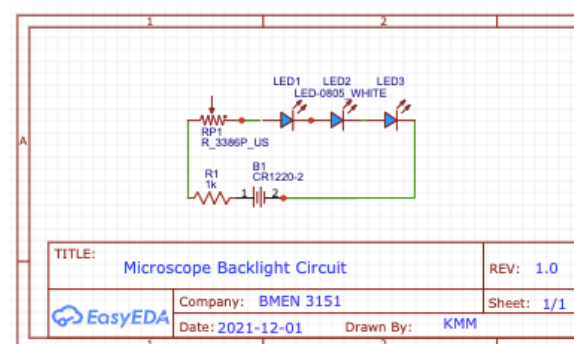 1 2
LED1 LED2 LED3
LED-0805_WHITE
A
RP1
R_3386P_US
R1 B1
1k CR1220-2
1 2
TITLE:
Microscope Backlight Circuit
REV: 1.0
EasyEDA
Company: BMEN 3151
Sheet: 1/1
Date: 2021-12-01 Drawn By: KMM